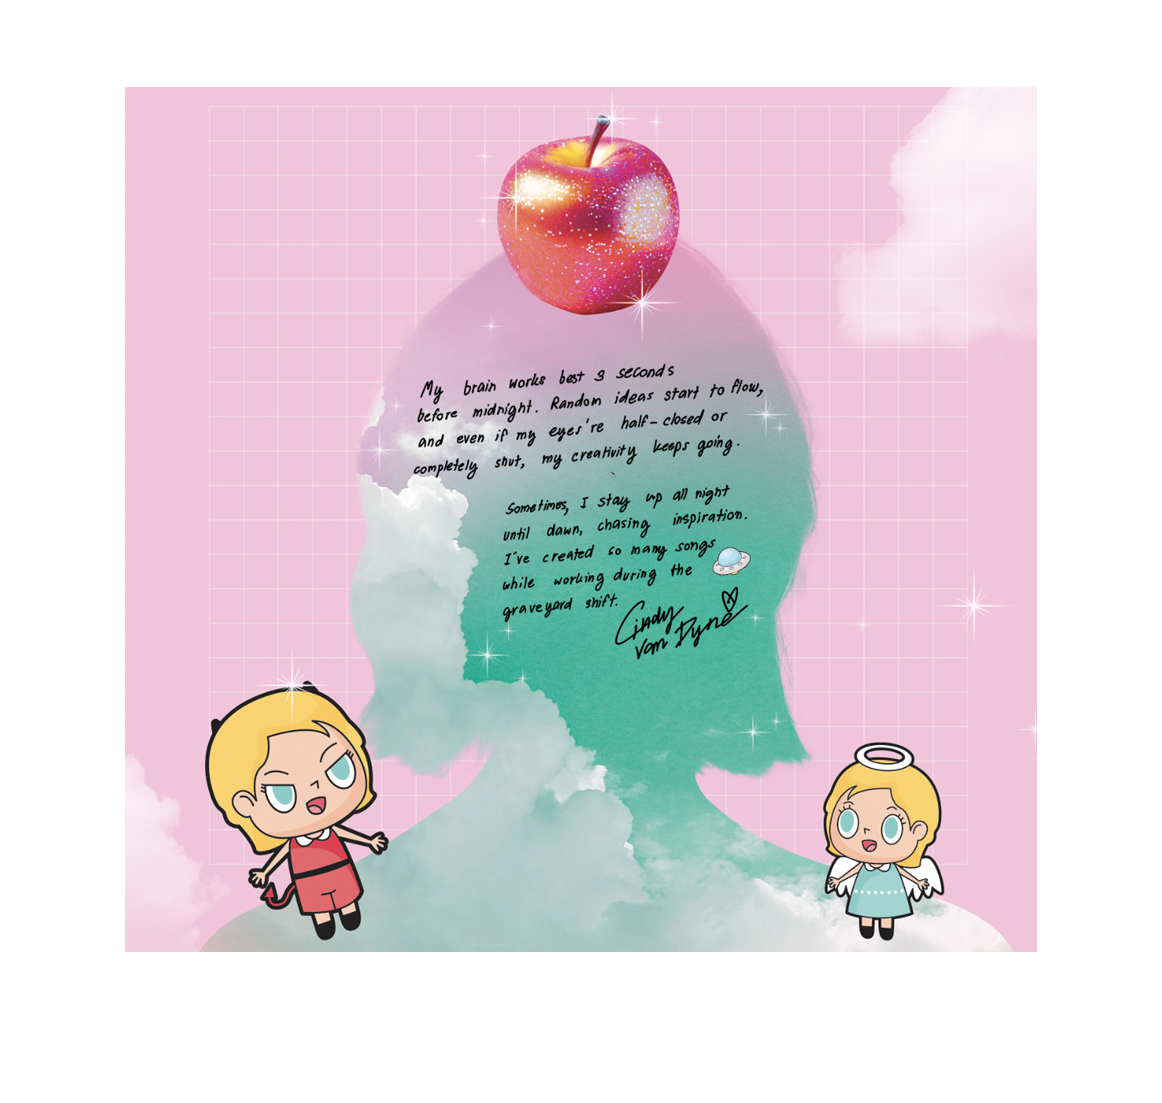 My brain works best 3 seconds
before midnight. Random ideas start to flow,
and even if my eyes're half-closed or
completely shut, my creativity keeps going.
Sometimes, I stay up all night
until dawn, chasing inspiration.
I've created so many songs
while working during the
graveyard shift.
Cindy
van Dyne